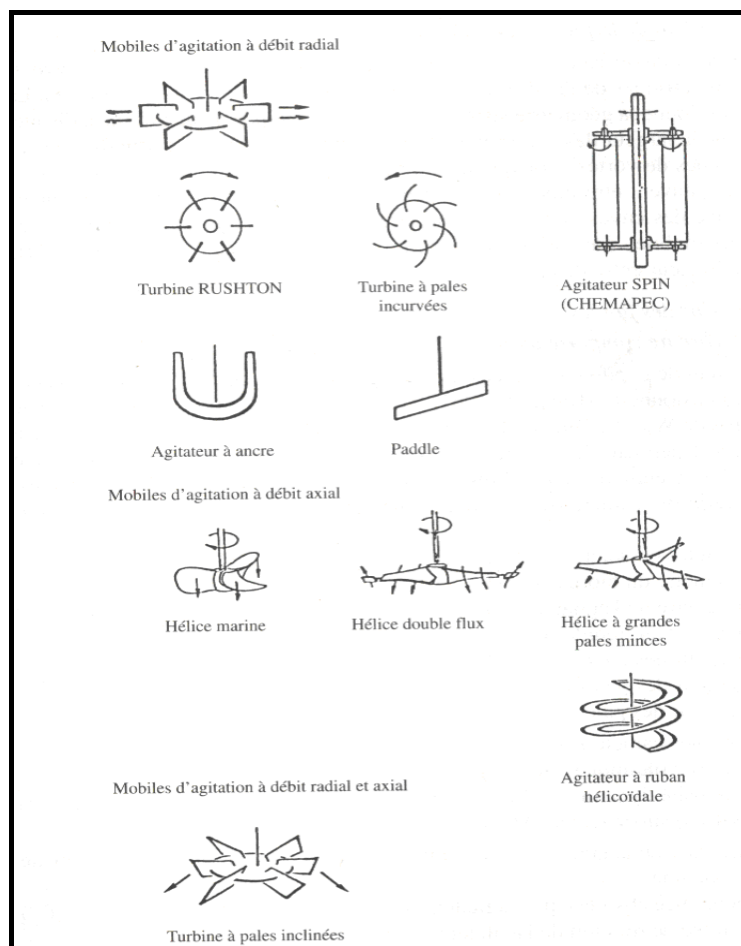 Mobiles d'agitation à débit radial
Turbine RUSHTON
Turbine à pales
incurvées
Agitateur SPIN
(CHEMAPEC)
Agitateur à ancre
Paddle
Mobiles d'agitation à débit axial
Hélice marine
Hélice double flux
Hélice à grandes
pales minces
Agitateur à ruban
hélicoïdale
Mobiles d'agitation à débit radial et axial
Turbine à pales inclinées